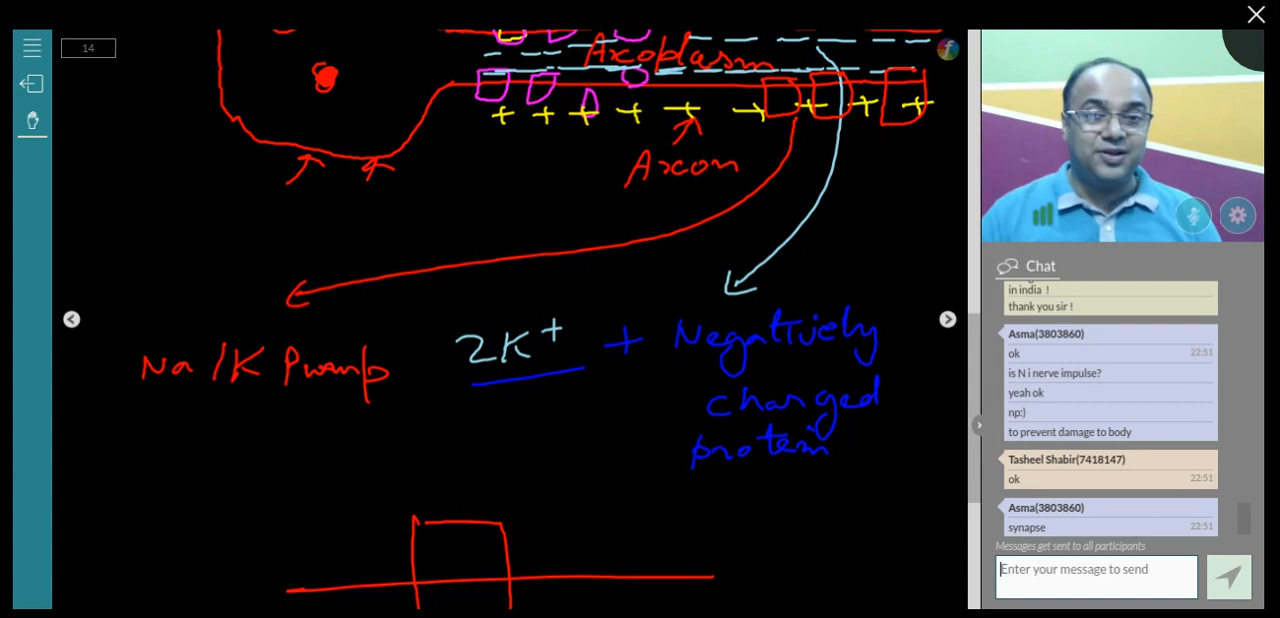 14
Axoplasm
Axon
Na/K Pump
2K+ + Negatively
charged
protein
Chat
in india !
thank you sir !
Asma(3803860)
ok 22:51
is N i nerve impulse?
yeah ok
np:)
to prevent damage to body
Tasheel Shabir(7418147)
ok 22:51
Asma(3803860)
synapse 22:51
Messages get sent to all participants
Enter your message to send